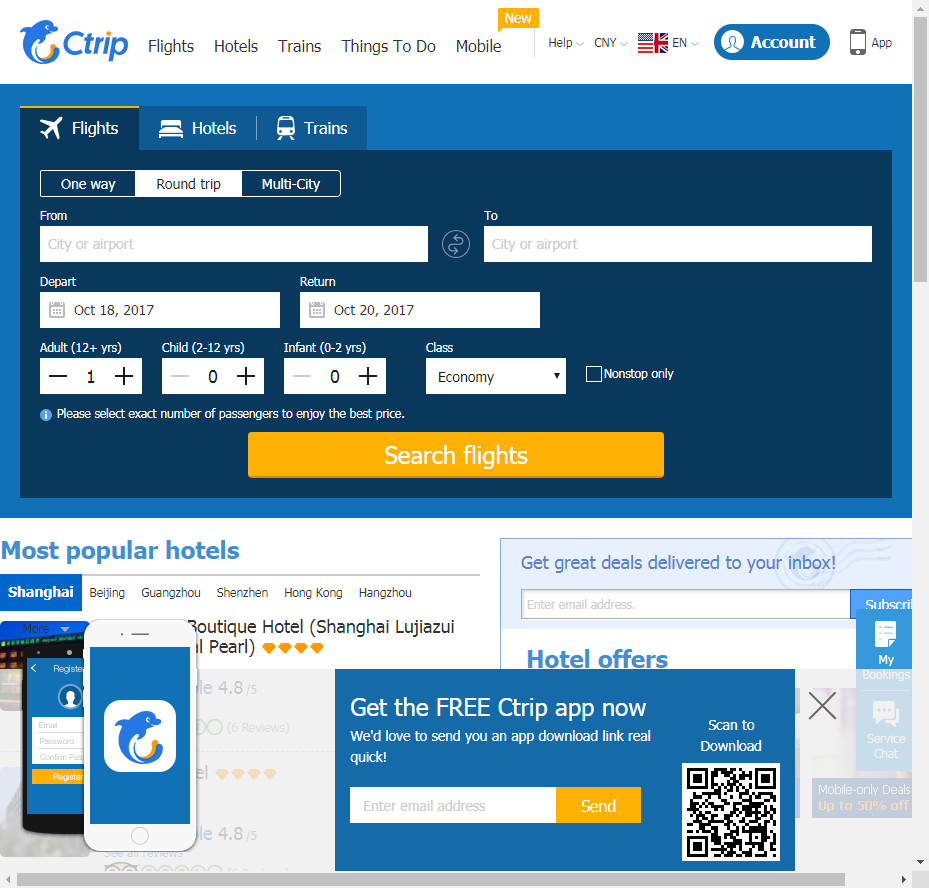 New
Ctrip
Flights
Hotels
Trains
Things To Do
Mobile
Help
CNY
EN
Account
App
Flights
Hotels
Trains
One way
Round trip
Multi-City
From
To
City or airport
City or airport
Depart
Return
Oct 18, 2017
Oct 20, 2017
Adult (12+ yrs)
Child (2-12 yrs)
Infant (0-2 yrs)
Class
1
0
0
Economy
Nonstop only
Please select exact number of passengers to enjoy the best price.
Search flights
Most popular hotels
Get great deals delivered to your inbox!
Shanghai
Beijing
Guangzhou
Shenzhen
Hong Kong
Hangzhou
Enter email address.
Subscri
More
Boutique Hotel (Shanghai Lujiazui
al Pearl)
Hotel offers
My
Bookings
Register
4.8/5
(6 Reviews)
Email
Password
Confirm Pas
Register
4.8/5
See all reviews
Get the FREE Ctrip app now
We'd love to send you an app download link real
quick!
Enter email address
Send
Scan to
Download
Service
Chat
Mobile-only Deals
Up to 50% off